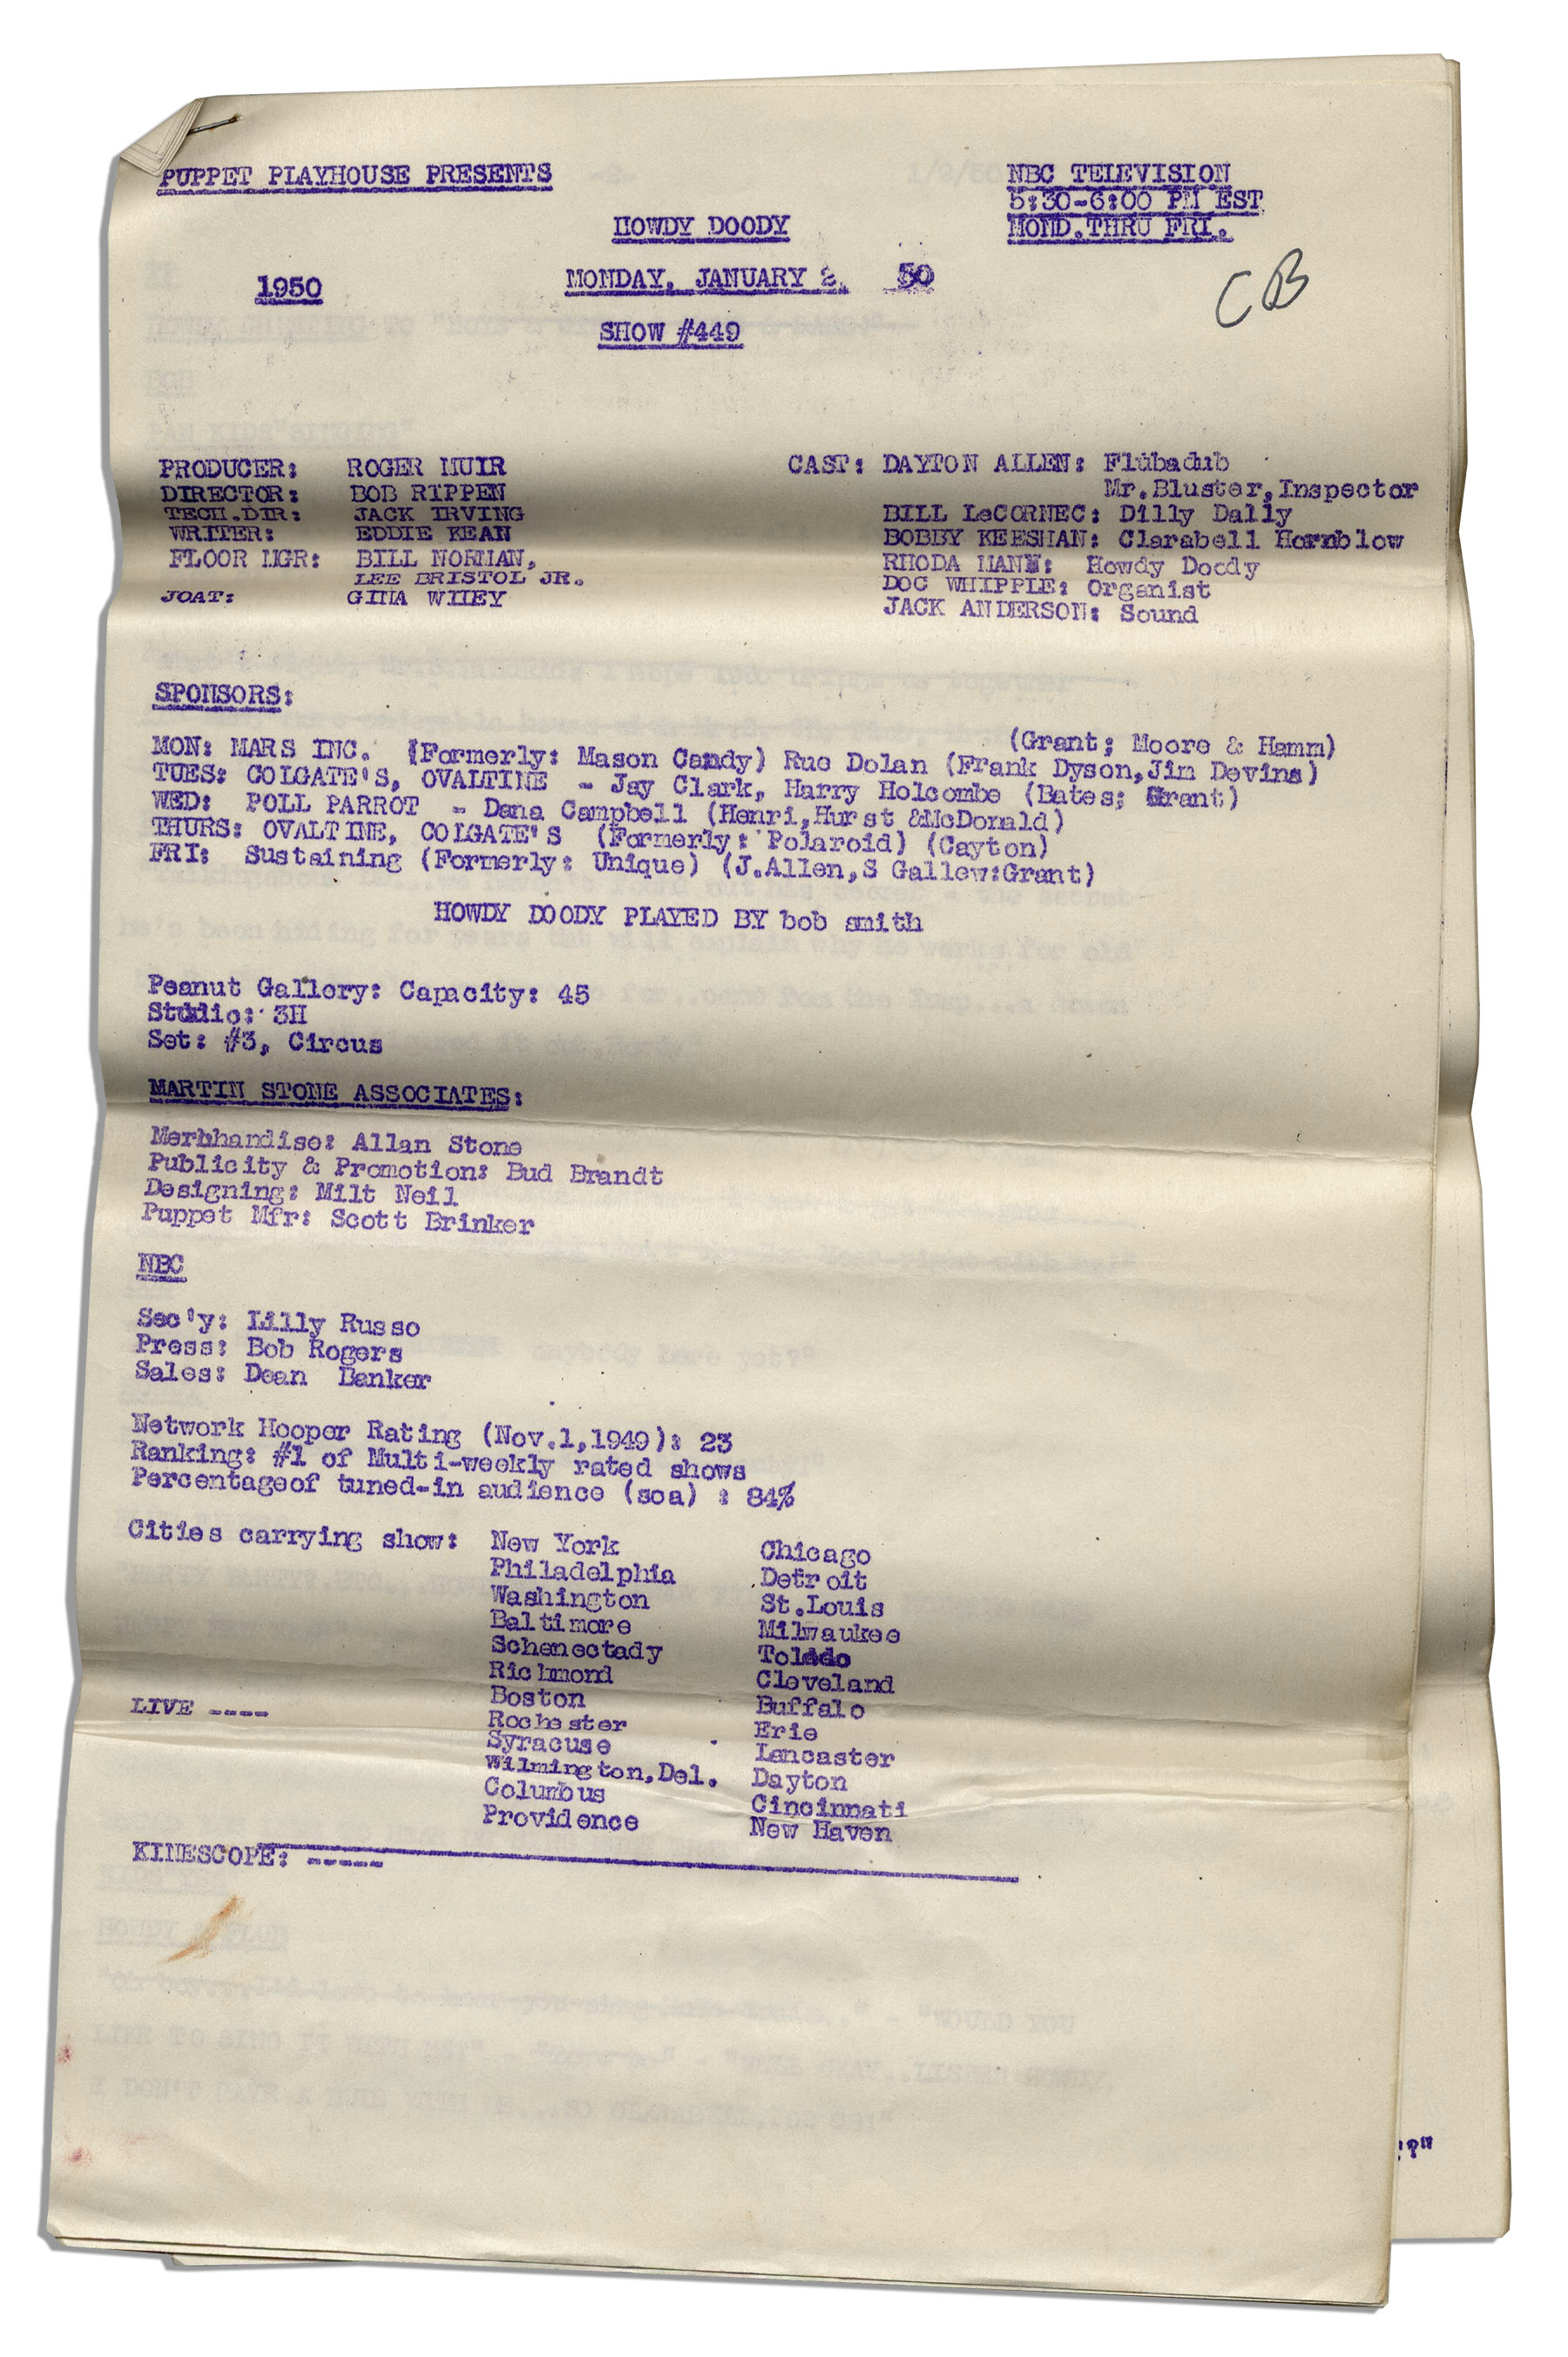 PUPPET PLAYHOUSE PRESENTS
NBC TELEVISION
5:30-6:00 PM EST
MOND.THRU FRI.
HOWDY DOODY
1950
MONDAY, JANUARY 2, 50
SHOW #449
CB
PRODUCER: ROGER MUIR
DIRECTOR: BOB RIPPEN
TECH.DIR: JACK IRVING
WRITER: EDDIE KEAN
FLOOR MGR: BILL NORMAN,
LEE BRISTOL JR.
JOAT: GINA WILEY
CAST: DAYTON ALLEN: Flubadub
Mr.Bluster,Inspector
BILL LeCORNEC: Dilly Dally
BOBBY KEESHAN: Clarabell Hornblow
RHODA MANN: Howdy Doody
DOC WHIPPLE: Organist
JACK ANDERSON: Sound
SPONSORS:
(Grant; Moore & Hamm)
MON: MARS INC. (Formerly: Mason Candy) Rue Dolan (Frank Dyson,Jim Devins)
TUES: COLGATE'S, OVALTINE - Jay Clark, Harry Holcombe (Bates; Grant)
WED: POLL PARROT - Dana Campbell (Henri,Hurst &McDonald)
THURS: OVALTINE, COLGATE'S (Formerly: Polaroid) (Cayton)
FRI: Sustaining (Formerly: Unique) (J.Allen,S Gallew:Grant)
HOWDY DOODY PLAYED BY bob smith
Peanut Gallery: Capacity: 45
Studio: 3H
Set: #3, Circus
MARTIN STONE ASSOCIATES:
Merhhandise: Allan Stone
Publicity & Promotion: Bud Brandt
Designing: Milt Neil
Puppet Mfr: Scott Brinker
NBC
Sec'y: Lilly Russo
Press: Bob Rogers
Sales: Dean Banker
Network Hooper Rating (Nov.1,1949): 23
Ranking: #1 of Multi-weekly rated shows
Percentageof tuned-in audience (soa) : 84%
Cities carrying show: New York Chicago
Philadelphia Detroit
Washington St.Louis
Baltimore Milwaukee
Schenectady Toledo
Richmond Cleveland
Boston Buffalo
LIVE ----
Rochester Erie
Syracuse Lancaster
Wilmington,Del. Dayton
Columbus Cincinnati
Providence New Haven
KINESCOPE: -----